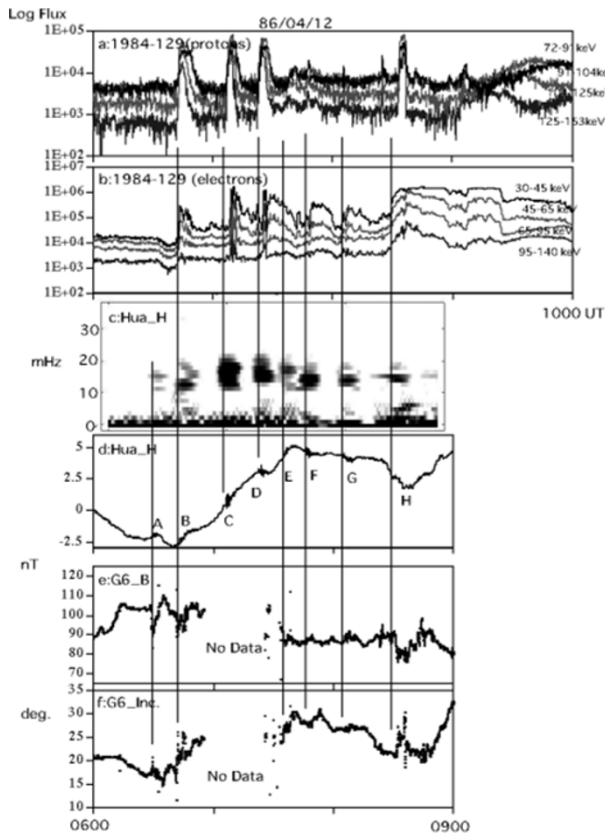 Log Flux
86/04/12
1E+05
a:1984-129(protons)
72-91 keV
1E+04
91-104keV
125keV
1E+03
125-153keV
1E+02
1E+07
b:1984-129 (electrons)
1E+06
30-45 keV
1E+05
45-65 keV
1E+04
65-95 keV
1E+03
95-140 keV
1E+02
1000 UT
c:Hua_H
30
mHz
20
10
0
5
d:Hua_H
2.5
E
F
D
G
0
C
H
A
B
-2.5
nT
120
e:G6_B
110
100
90
No Data
80
70
35
deg.
f:G6_Inc.
30
25
20
No Data
15
10
0600
0900